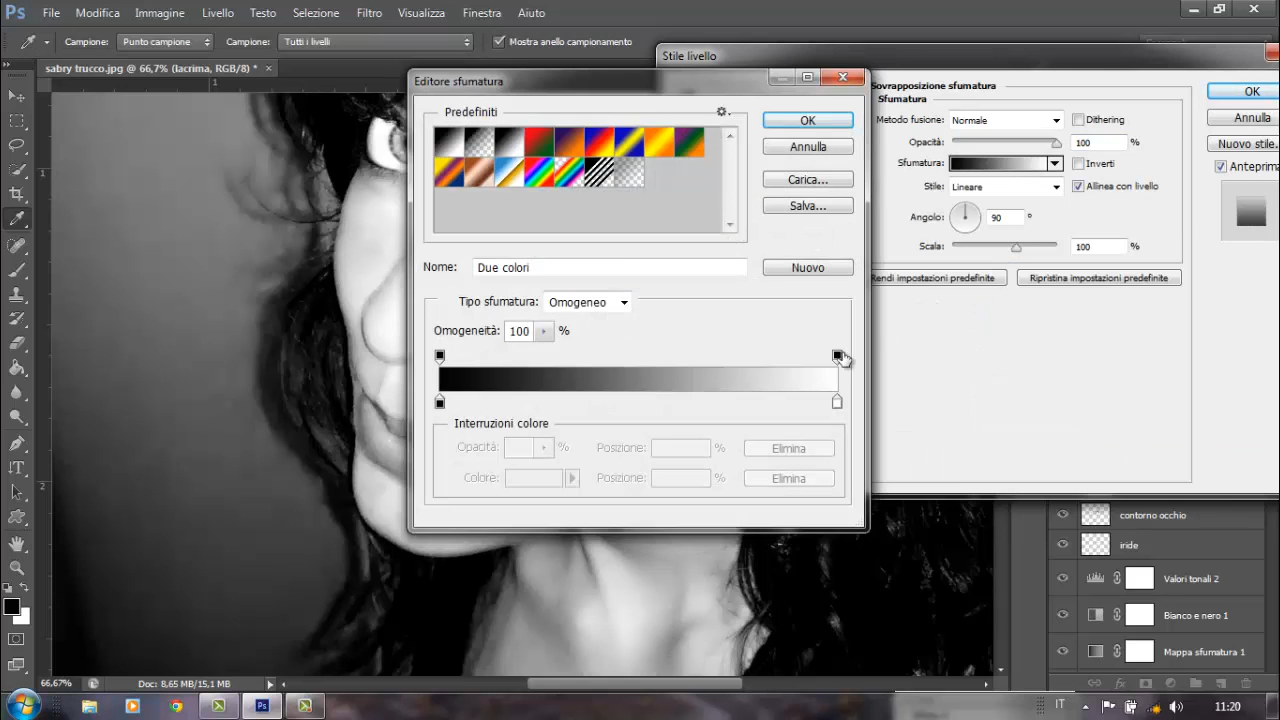 Ps File Modifica Immagine Livello Testo Selezione Filtro Visualizza Finestra Aiuto
Campione: Punto campione Campione: Tutti i livelli Mostra anello campionamento
sabry trucco.jpg @ 66,7% (lacrima, RGB/8) * ×
Stile livello
Editore sfumatura
Sovrapposizione sfumatura
Sfumatura
Predefiniti
OK
Annulla
Carica...
Salva...
Metodo fusione: Normale Dithering
Opacità: 100 %
Sfumatura: Inverti
Stile: Lineare Allinea con livello
Angolo: 90 °
Scala: 100 %
Rendi impostazioni predefinite Ripristina impostazioni predefinite
OK
Annulla
Nuovo stile.
Anteprima
Nome: Due colori Nuovo
Tipo sfumatura: Omogeneo
Omogeneità: 100 %
Interruzioni colore
Opacità: % Posizione: % Elimina
Colore: Posizione: % Elimina
contorno occhio
iride
Valori tonali 2
Bianco e nero 1
Mappa sfumatura 1
1
1
2
66,67% Doc: 8,65 MB/15,1 MB
IT 11:20